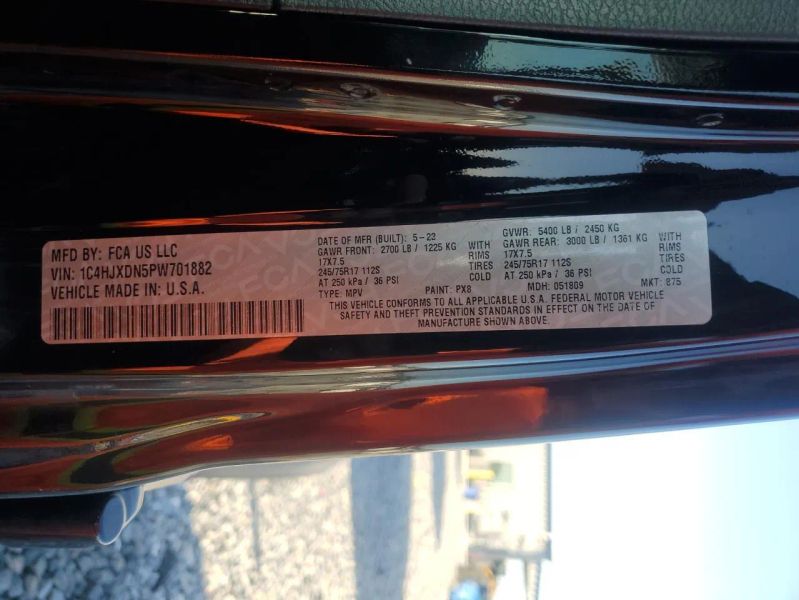 MFD BY: FCA US LLC
VIN: 1C4HJXDN5PW701882
VEHICLE MADE IN: U.S.A.
DATE OF MFR (BUILT): 5-23
GVWR: 5400 LB / 2450 KG
GAWR FRONT: 2700 LB / 1225 KG WITH
GAWR REAR: 3000 LB / 1361 KG WITH
17X7.5 RIMS
17X7.5 RIMS
245/75R17 112S TIRES
245/75R17 112S TIRES
AT 250 kPa / 36 PSI COLD
AT 250 kPa / 36 PSI COLD
TYPE: MPV PAINT: PX8 MDH: 051809 MKT: 875
THIS VEHICLE CONFORMS TO ALL APPLICABLE U.S.A. FEDERAL MOTOR VEHICLE
SAFETY AND THEFT PREVENTION STANDARDS IN EFFECT ON THE DATE OF
MANUFACTURE SHOWN ABOVE.